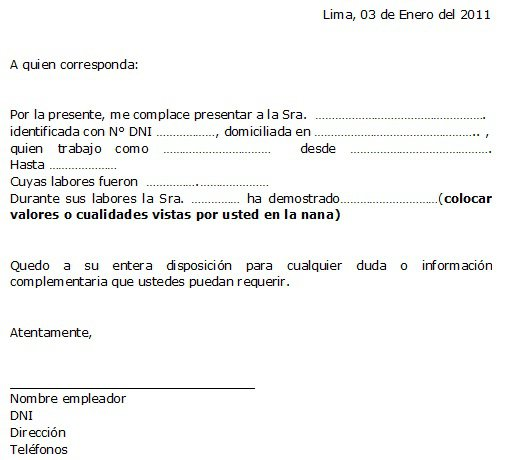 Lima, 03 de Enero del 2011
A quien corresponda:
Por la presente, me complace presentar a la Sra. …………………………………………….
identificada con N° DNI ………………, domiciliada en ………………………………………….. ,
quien trabajo como …………………………… desde …………………………………….
Hasta …………………
Cuyas labores fueron …………….…………………
Durante sus labores la Sra. …………… ha demostrado…………………………(colocar
valores o cualidades vistas por usted en la nana)
Quedo a su entera disposición para cualquier duda o información
complementaria que ustedes puedan requerir.
Atentamente,
___________________________________
Nombre empleador
DNI
Dirección
Teléfonos